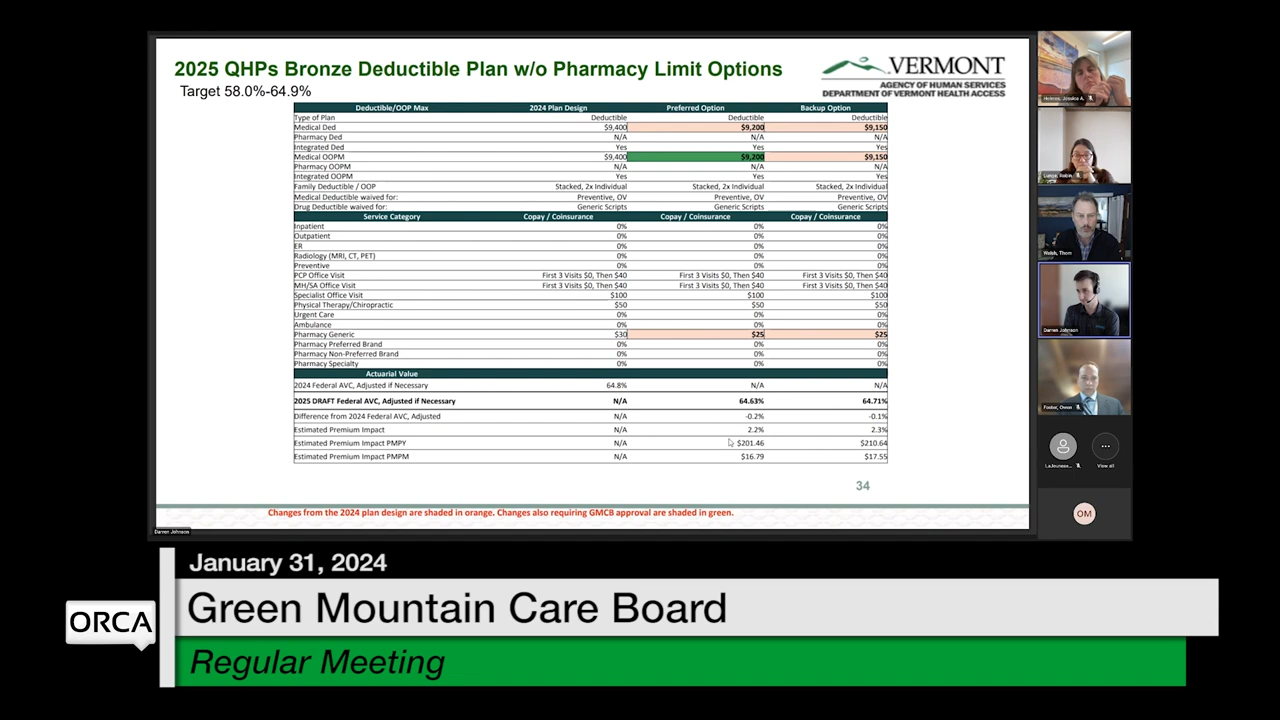 2025 QHPs Bronze Deductible Plan w/o Pharmacy Limit Options
Target 58.0%-64.9%
VERMONT
AGENCY OF HUMAN SERVICES
DEPARTMENT OF VERMONT HEALTH ACCESS
Deductible/OOP Max 2024 Plan Design Preferred Option Backup Option
Type of Plan Deductible Deductible Deductible
Medical Ded $9,400 $9,200 $9,150
Pharmacy Ded N/A N/A N/A
Integrated Ded Yes Yes Yes
Medical OOPM $9,400 $9,200 $9,150
Pharmacy OOPM N/A N/A N/A
Integrated OOPM Yes Yes Yes
Family Deductible / OOP Stacked, 2x Individual Stacked, 2x Individual Stacked, 2x Individual
Medical Deductible waived for: Preventive, OV Preventive, OV Preventive, OV
Drug Deductible waived for: Generic Scripts Generic Scripts Generic Scripts
Service Category Copay / Coinsurance Copay / Coinsurance Copay / Coinsurance
Inpatient 0% 0% 0%
Outpatient 0% 0% 0%
ER 0% 0% 0%
Radiology (MRI, CT, PET) 0% 0% 0%
Preventive 0% 0% 0%
PCP Office Visit First 3 Visits $0, Then $40 First 3 Visits $0, Then $40 First 3 Visits $0, Then $40
MH/SA Office Visit First 3 Visits $0, Then $40 First 3 Visits $0, Then $40 First 3 Visits $0, Then $40
Specialist Office Visit $100 $100 $100
Physical Therapy/Chiropractic $50 $50 $50
Urgent Care 0% 0% 0%
Ambulance 0% 0% 0%
Pharmacy Generic $30 $25 $25
Pharmacy Preferred Brand 0% 0% 0%
Pharmacy Non-Preferred Brand 0% 0% 0%
Pharmacy Specialty 0% 0% 0%
Actuarial Value
2024 Federal AVC, Adjusted if Necessary 64.8% N/A N/A
2025 DRAFT Federal AVC, Adjusted if Necessary N/A 64.63% 64.71%
Difference from 2024 Federal AVC, Adjusted N/A -0.2% -0.1%
Estimated Premium Impact N/A 2.2% 2.3%
Estimated Premium Impact PMPY N/A $201.46 $210.64
Estimated Premium Impact PMPM N/A $16.79 $17.55
34
Changes from the 2024 plan design are shaded in orange. Changes also requiring GMCB approval are shaded in green.
Darren Johnson
Holmes, Jessica A.
Lunge, Robin
Walsh, Thom
Darren Johnson
Foster, Owen
LaJeunes... View all
OM
January 31, 2024
ORCA
Green Mountain Care Board
Regular Meeting